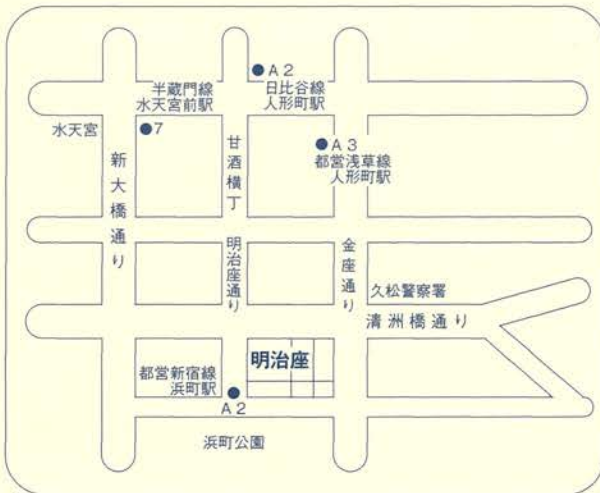 A2
半蔵門線
水天宮前駅
日比谷線
人形町駅
水天宮
7
甘酒横丁
A3
都営浅草線
人形町駅
新大橋通り
明治座通り
金座通り
久松警察署
清洲橋通り
都営新宿線
浜町駅
明治座
A2
浜町公園